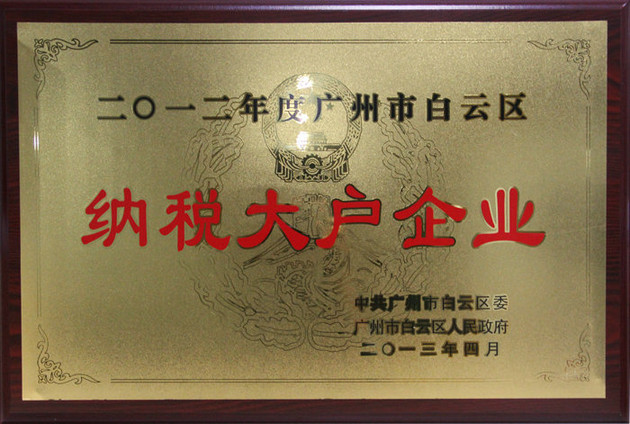 二〇一二年度广州市白云区
纳税大户企业
中共广州市白云区委
广州市白云区人民政府
二〇一三年四月